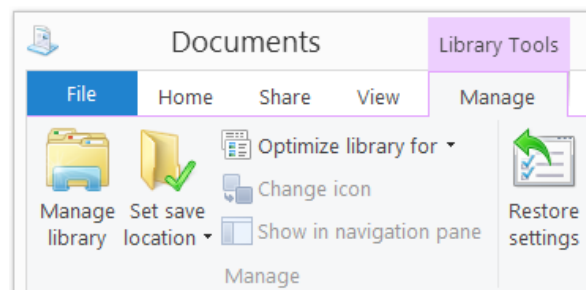 Documents
Library Tools
File
Home
Share
View
Manage
Manage
library
Set save
location
Optimize library for
Change icon
Show in navigation pane
Restore
settings
Manage